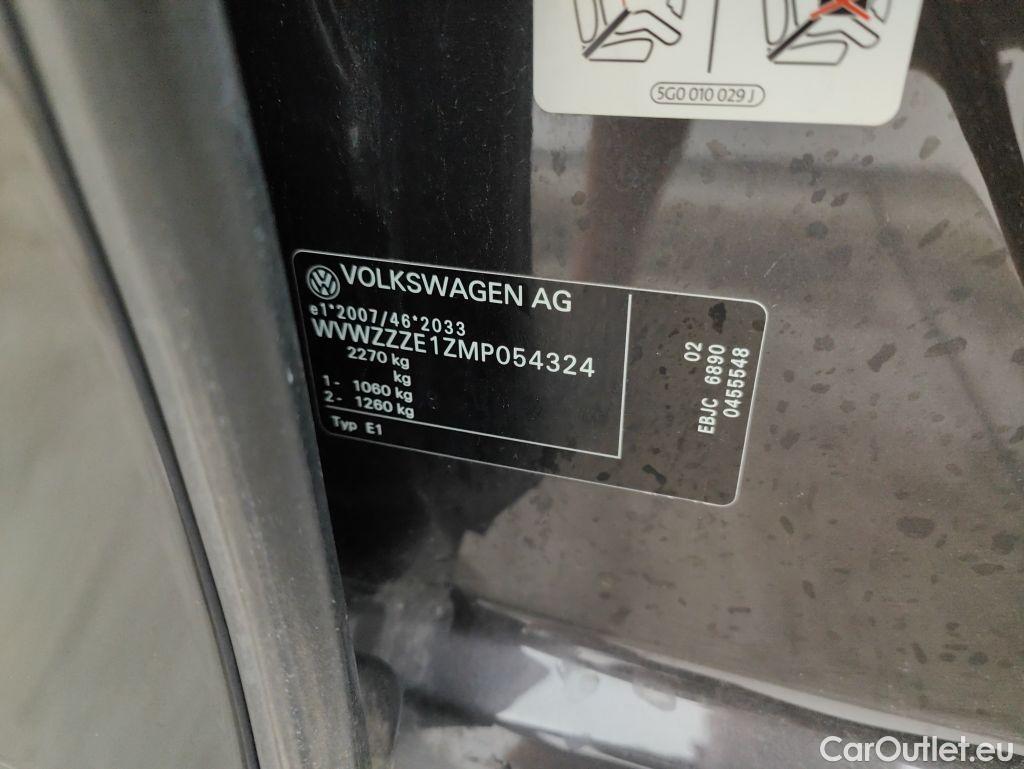 5G0 010 029 J
VOLKSWAGEN AG
e1*2007/46*2033
WVWZZZE1ZMP054324
2270 kg
kg
1- 1060 kg
2- 1260 kg
Typ E1
02
EBJC 6890
0455548
CarOutlet.eu